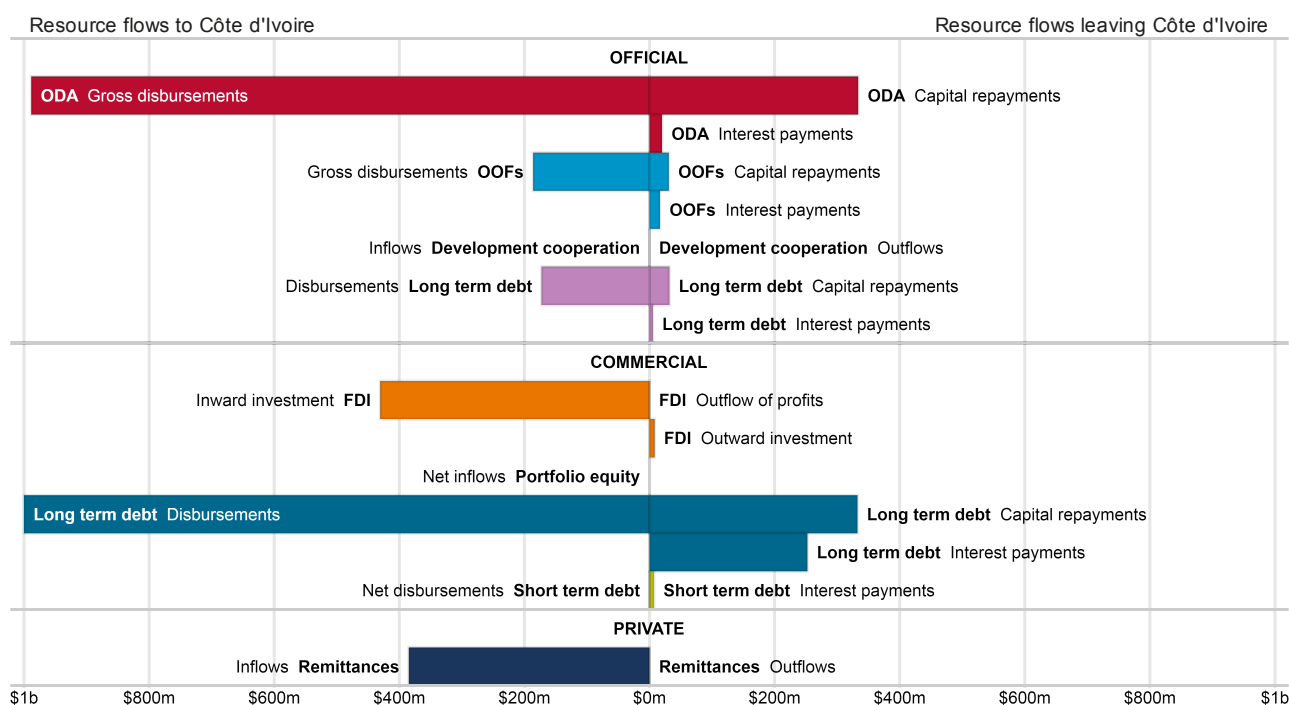 Resource flows to Côte d'Ivoire Resource flows leaving Côte d'Ivoire
OFFICIAL
ODA Gross disbursements ODA Capital repayments
ODA Interest payments
Gross disbursements OOFs OOFs Capital repayments
OOFs Interest payments
Inflows Development cooperation Development cooperation Outflows
Disbursements Long term debt Long term debt Capital repayments
Long term debt Interest payments
COMMERCIAL
Inward investment FDI FDI Outflow of profits
FDI Outward investment
Net inflows Portfolio equity
Long term debt Disbursements Long term debt Capital repayments
Long term debt Interest payments
Net disbursements Short term debt Short term debt Interest payments
PRIVATE
Inflows Remittances Remittances Outflows
$1b $800m $600m $400m $200m $0m $200m $400m $600m $800m $1b